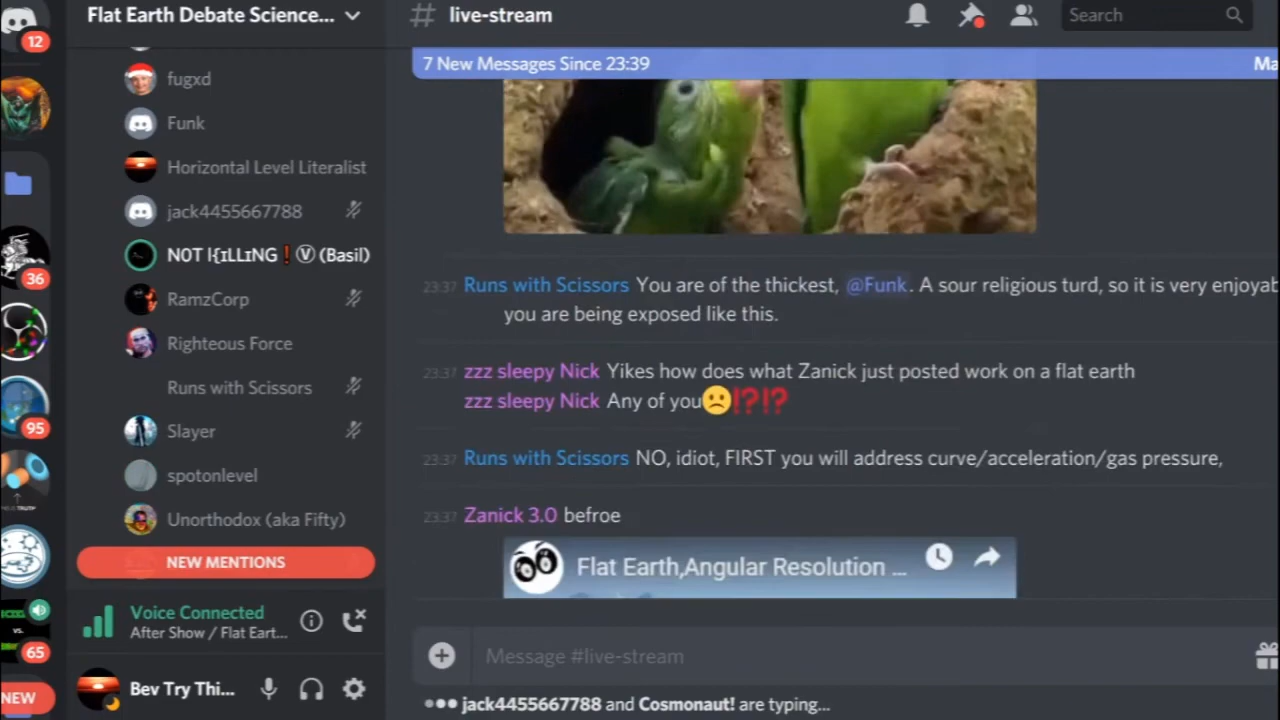 12
36
95
65
NEW
Flat Earth Debate Science...
fugxd
Funk
Horizontal Level Literalist
jack4455667788
N0T l{ɪLLɪNG❗Ⓥ (Basil)
RamzCorp
Righteous Force
Runs with Scissors
Slayer
spotonlevel
Unorthodox (aka Fifty)
NEW MENTIONS
Voice Connected
After Show / Flat Eart...
Bev Try Thi...
# live-stream
Search
7 New Messages Since 23:39
Ma
23:37 Runs with Scissors You are of the thickest, @Funk. A sour religious turd, so it is very enjoyab
you are being exposed like this.
23:37 zzz sleepy Nick Yikes how does what Zanick just posted work on a flat earth
zzz sleepy Nick Any of you☹️⁉️⁉️
23:37 Runs with Scissors NO, idiot, FIRST you will address curve/acceleration/gas pressure,
23:37 Zanick 3.0 befroe
Flat Earth,Angular Resolution ...
Message #live-stream
jack4455667788 and Cosmonaut! are typing...